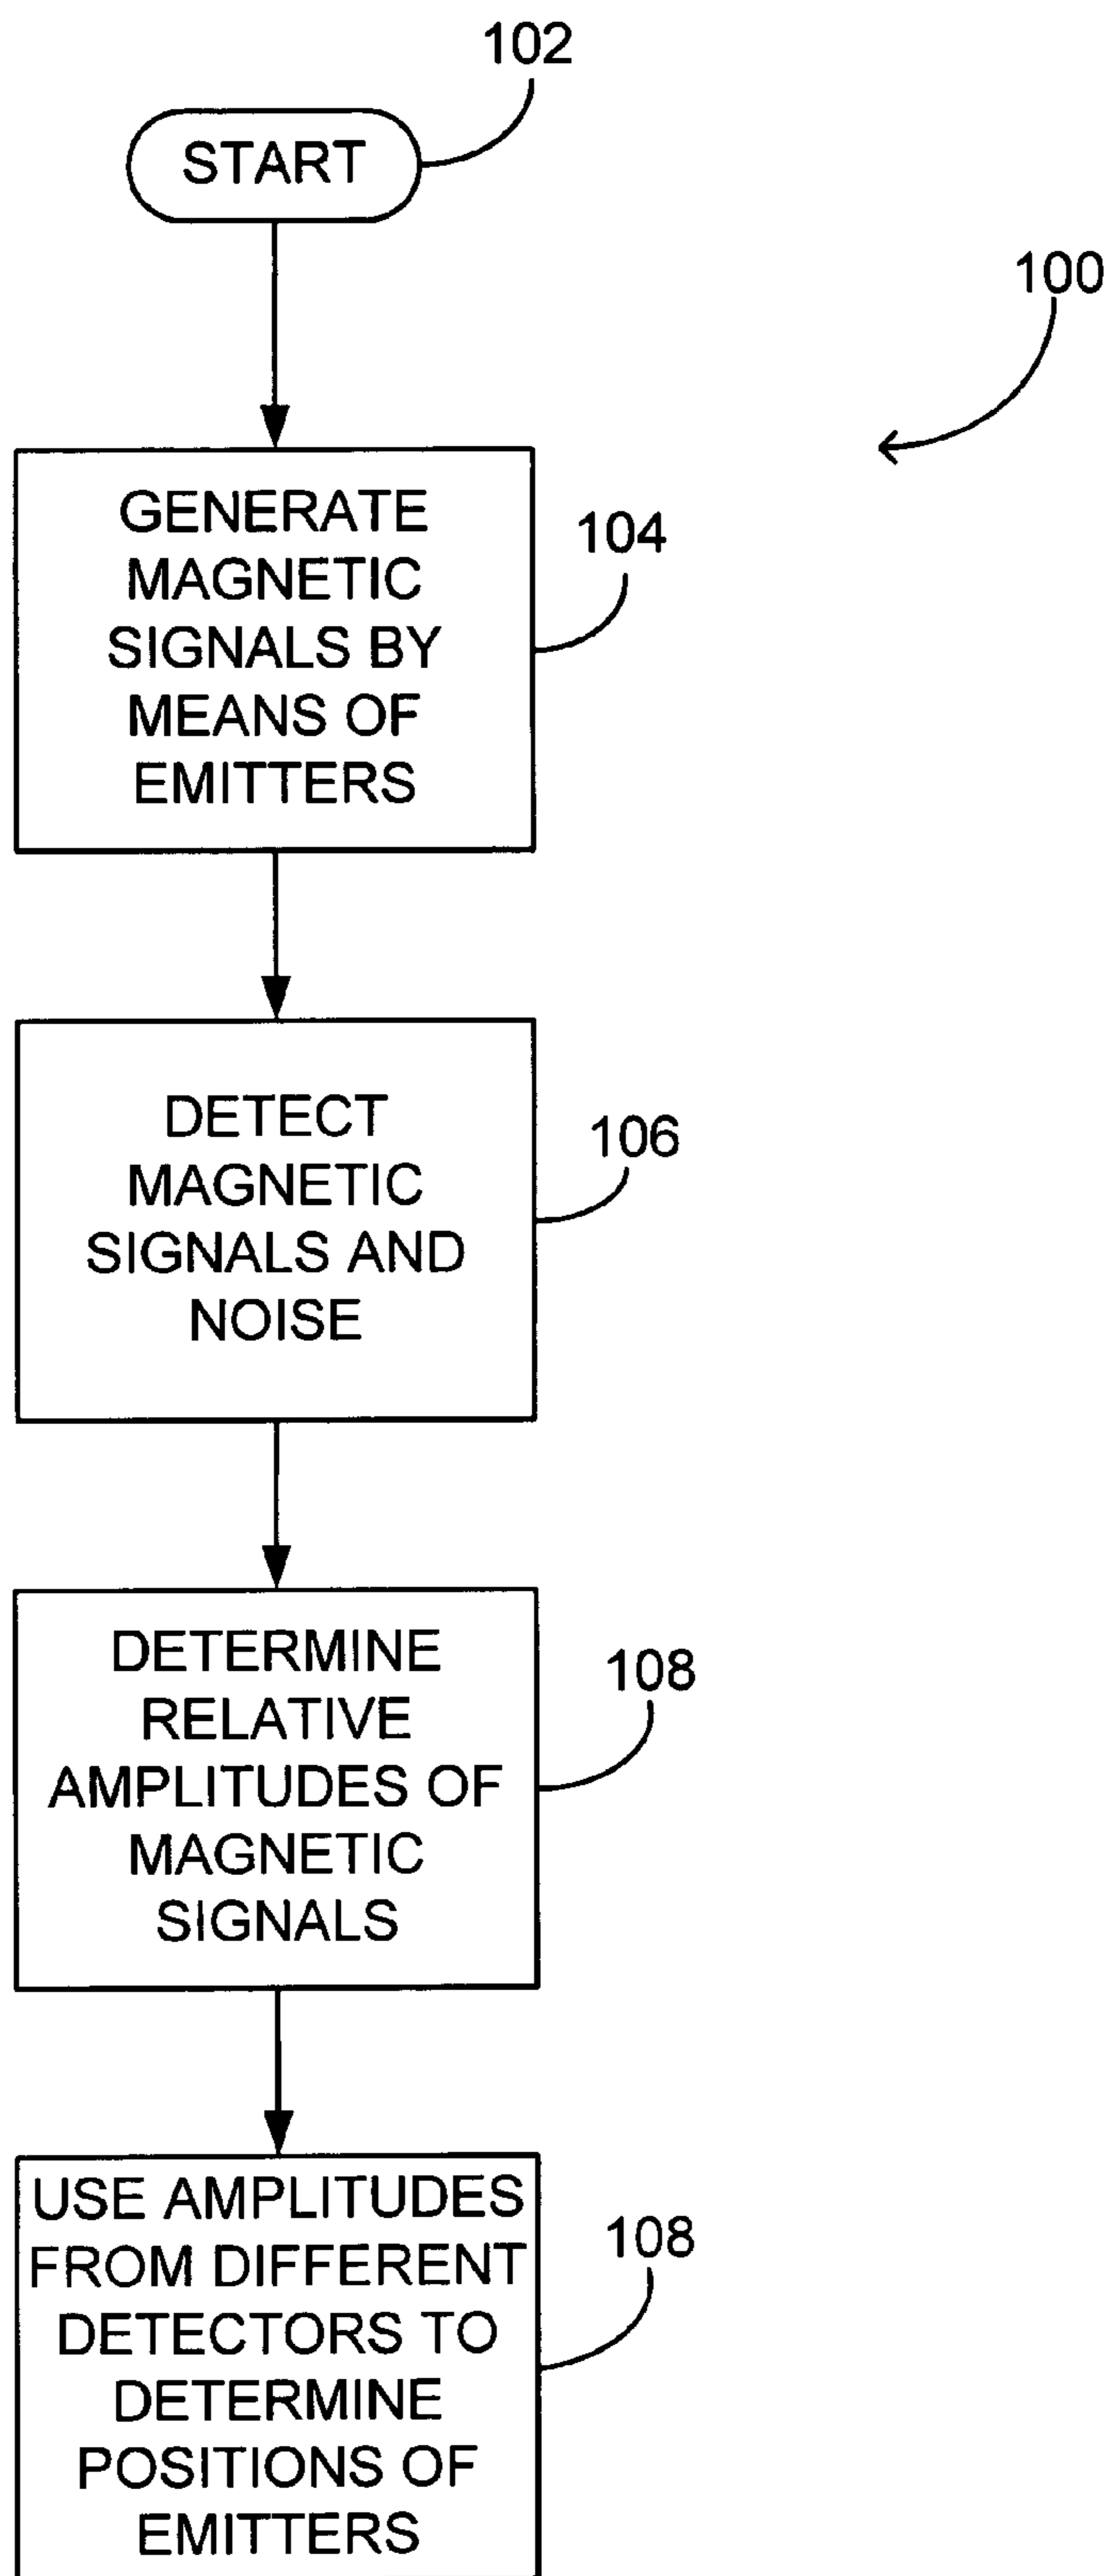 102
START
100
GENERATE
MAGNETIC
SIGNALS BY
MEANS OF
EMITTERS
104
DETECT
MAGNETIC
SIGNALS AND
NOISE
106
DETERMINE
RELATIVE
AMPLITUDES OF
MAGNETIC
SIGNALS
108
USE AMPLITUDES
FROM DIFFERENT
DETECTORS TO
DETERMINE
POSITIONS OF
EMITTERS
108